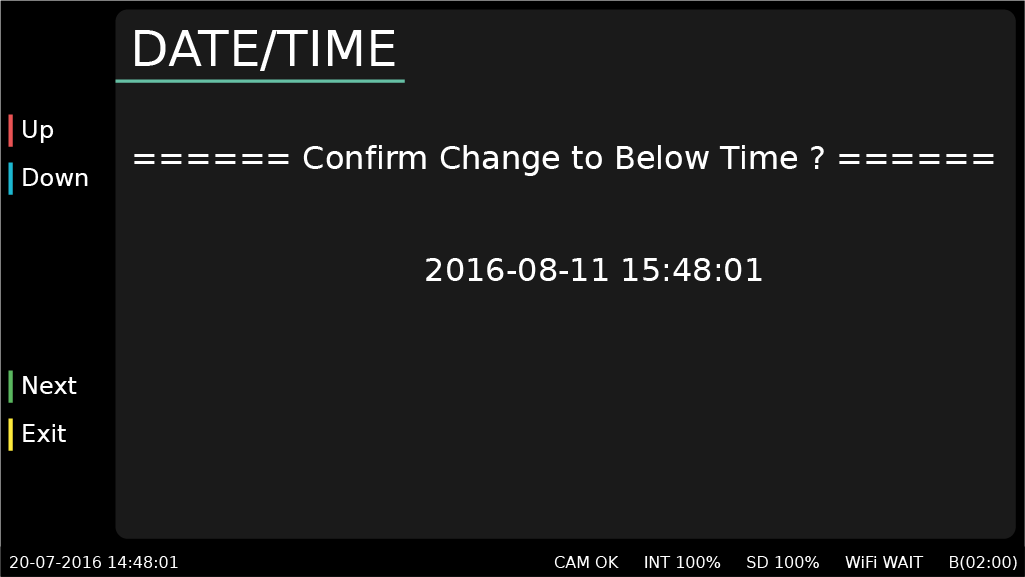 DATE/TIME
Up
Down
====== Confirm Change to Below Time ? ======
2016-08-11 15:48:01
Next
Exit
20-07-2016 14:48:01 CAM OK INT 100% SD 100% WiFi WAIT B(02:00)